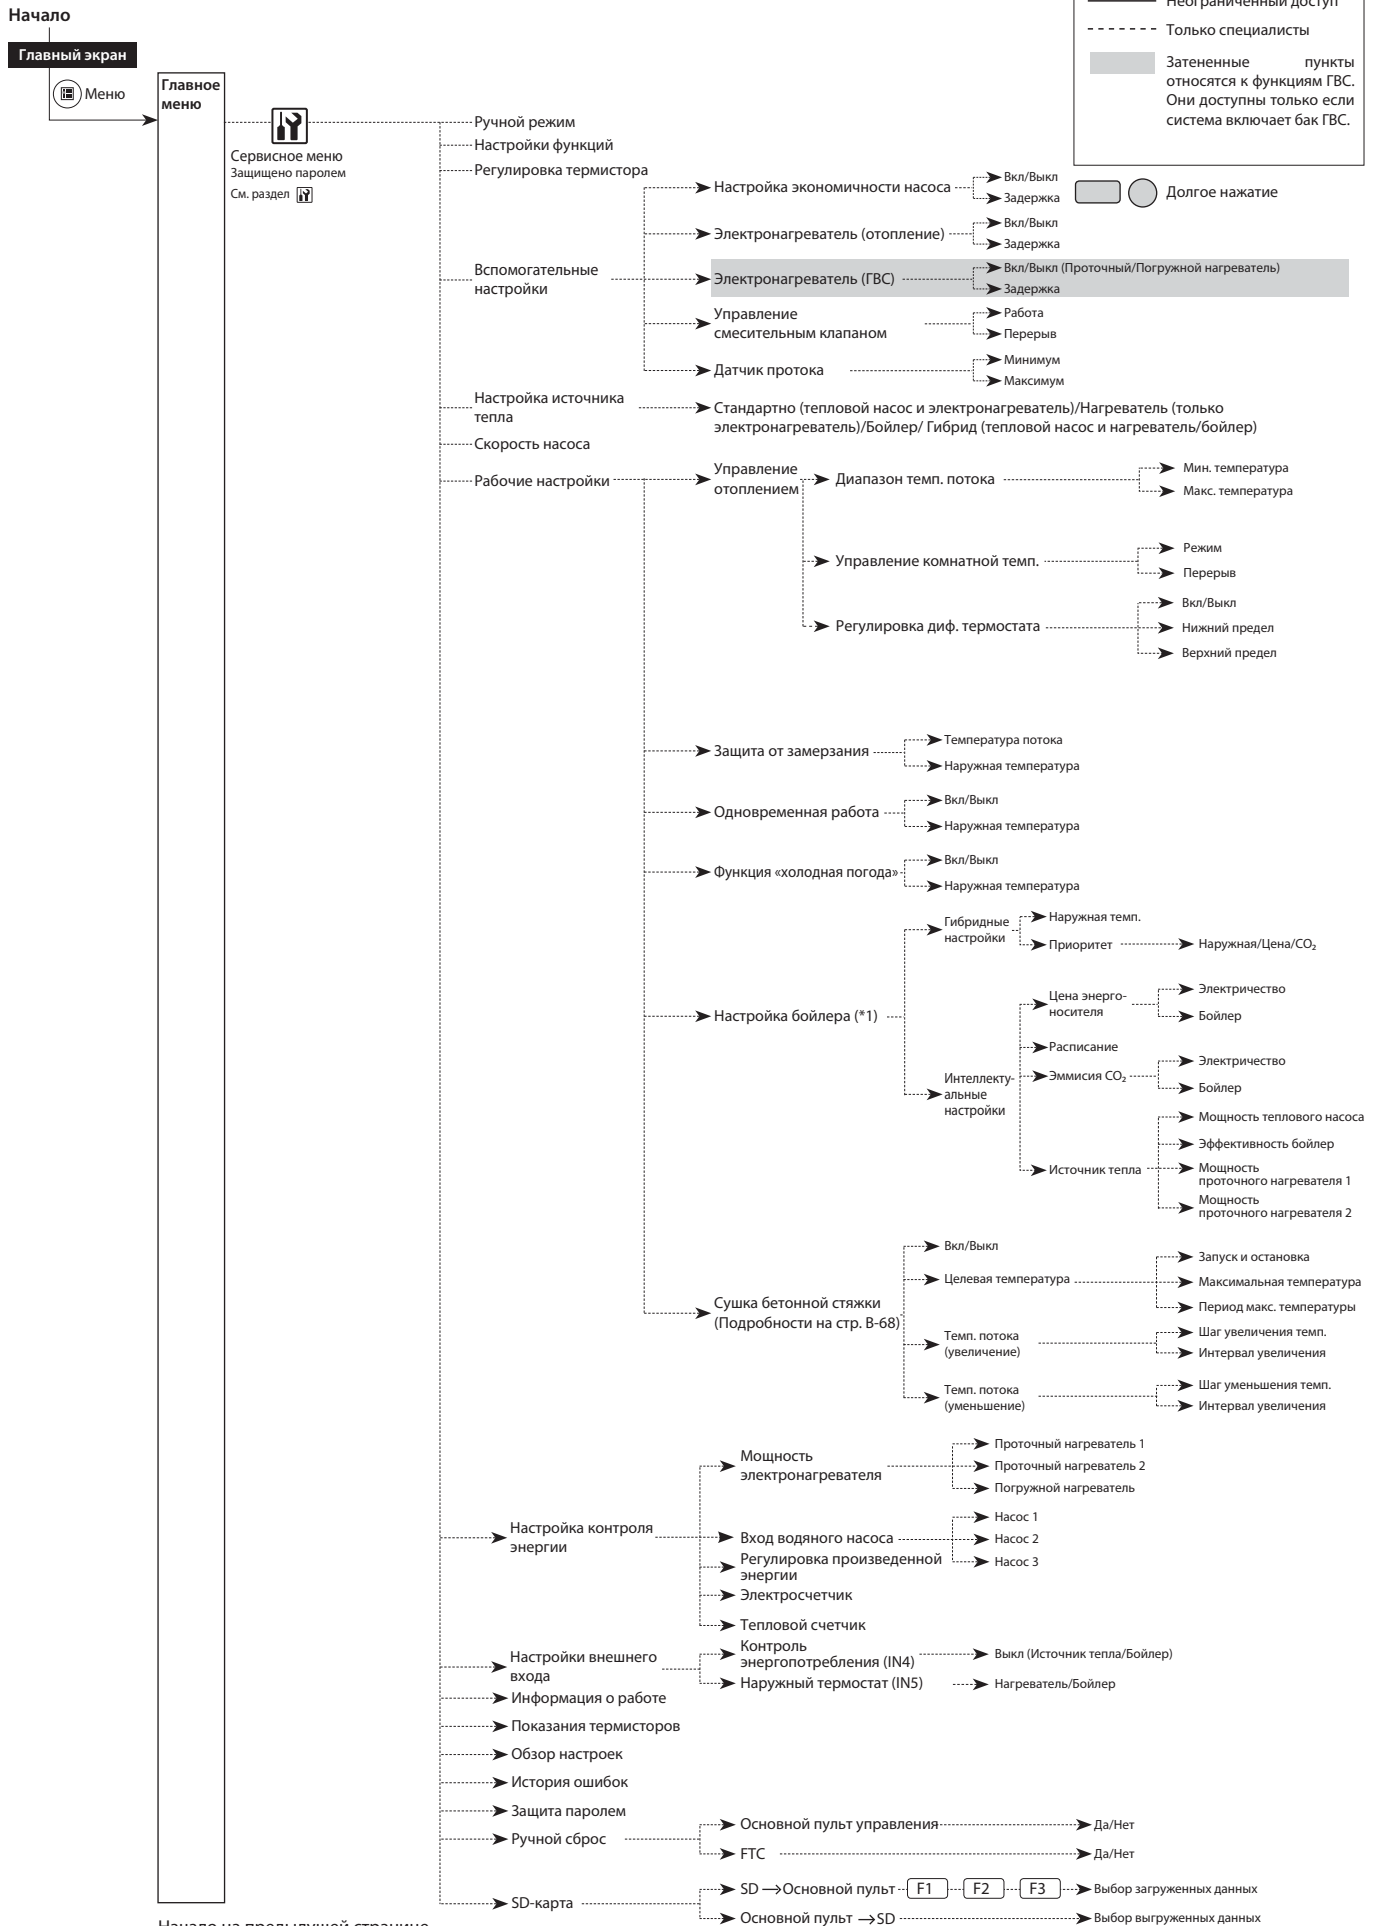 Начало
Главный экран
Меню
Главное
меню
Сервисное меню
Защищено паролем
См. раздел
Неограниченный доступ
Только специалисты
Затененные пункты
относятся к функциям ГВС.
Они доступны только если
система включает бак ГВС.
Долгое нажатие
Ручной режим
Настройки функций
Регулировка термистора
Вспомогательные
настройки
Настройка экономичности насоса
Вкл/Выкл
Задержка
Электронагреватель (отопление)
Вкл/Выкл
Задержка
Электронагреватель (ГВС)
Вкл/Выкл (Проточный/Погружной нагреватель)
Задержка
Управление
смесительным клапаном
Работа
Перерыв
Датчик протока
Минимум
Максимум
Настройка источника
тепла
Стандартно (тепловой насос и электронагреватель)/Нагреватель (только
электронагреватель)/Бойлер/ Гибрид (тепловой насос и нагреватель/бойлер)
Скорость насоса
Рабочие настройки
Управление
отоплением
Диапазон темп. потока
Мин. температура
Макс. температура
Управление комнатной темп.
Режим
Перерыв
Регулировка диф. термостата
Вкл/Выкл
Нижний предел
Верхний предел
Защита от замерзания
Температура потока
Наружная температура
Одновременная работа
Вкл/Выкл
Наружная температура
Функция «холодная погода»
Вкл/Выкл
Наружная температура
Настройка бойлера (*1)
Гибридные
настройки
Наружная темп.
Приоритет
Наружная/Цена/CO₂
Интеллекту-
альные
настройки
Цена энерго-
носителя
Электричество
Бойлер
Расписание
Эммисия CO₂
Электричество
Бойлер
Источник тепла
Мощность теплового насоса
Эффективность бойлер
Мощность
проточного нагревателя 1
Мощность
проточного нагревателя 2
Сушка бетонной стяжки
(Подробности на стр. B-68)
Вкл/Выкл
Целевая температура
Запуск и остановка
Максимальная температура
Период макс. температуры
Темп. потока
(увеличение)
Шаг увеличения темп.
Интервал увеличения
Темп. потока
(уменьшение)
Шаг уменьшения темп.
Интервал увеличения
Настройка контроля
энергии
Мощность
электронагревателя
Проточный нагреватель 1
Проточный нагреватель 2
Погружной нагреватель
Вход водяного насоса
Насос 1
Насос 2
Насос 3
Регулировка произведенной
энергии
Электросчетчик
Тепловой счетчик
Настройки внешнего
входа
Контроль
энергопотребления (IN4)
Выкл (Источник тепла/Бойлер)
Наружный термостат (IN5)
Нагреватель/Бойлер
Информация о работе
Показания термисторов
Обзор настроек
История ошибок
Защита паролем
Ручной сброс
Основной пульт управления
Да/Нет
FTC
Да/Нет
SD-карта
SD → Основной пульт F1 F2 F3 Выбор загруженных данных
Основной пульт → SD Выбор выгруженных данных
Начало на предыдущей странице